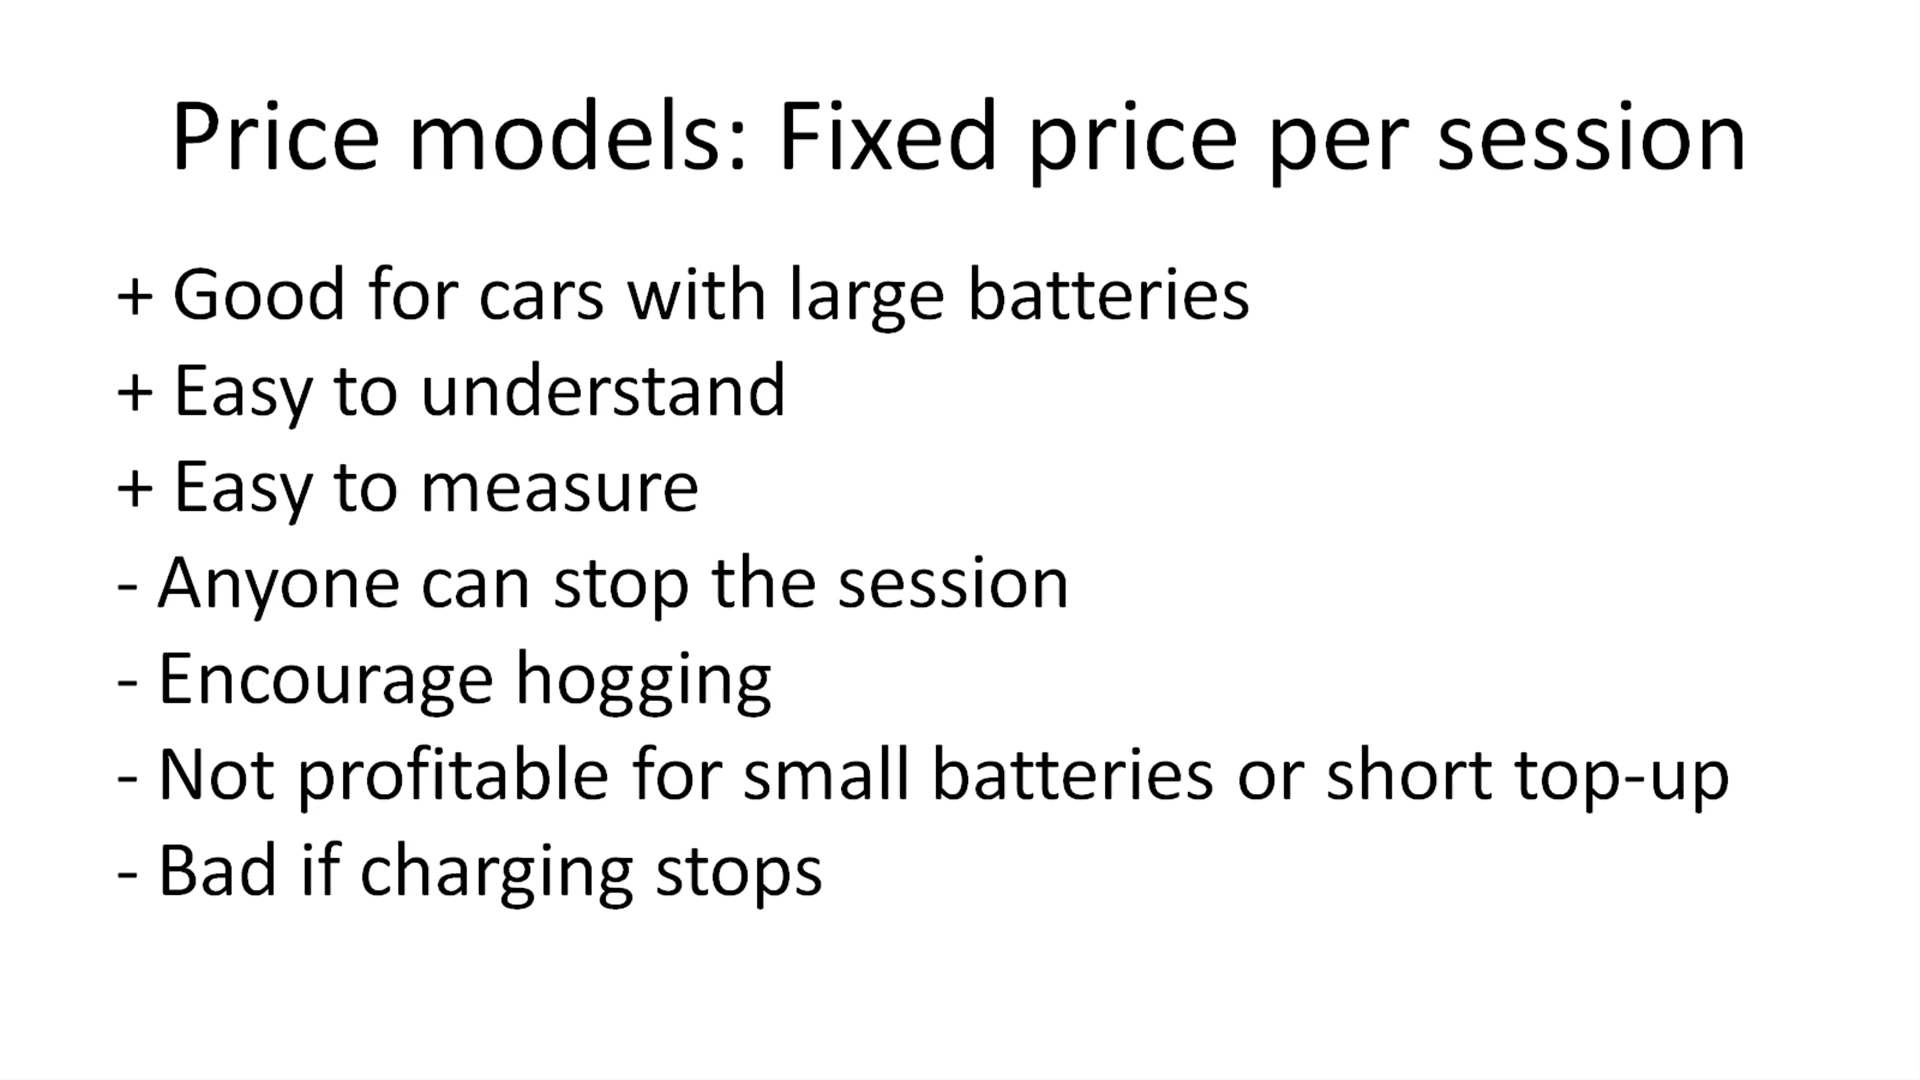 Price models: Fixed price per session
+ Good for cars with large batteries
+ Easy to understand
+ Easy to measure
- Anyone can stop the session
- Encourage hogging
- Not profitable for small batteries or short top-up
- Bad if charging stops